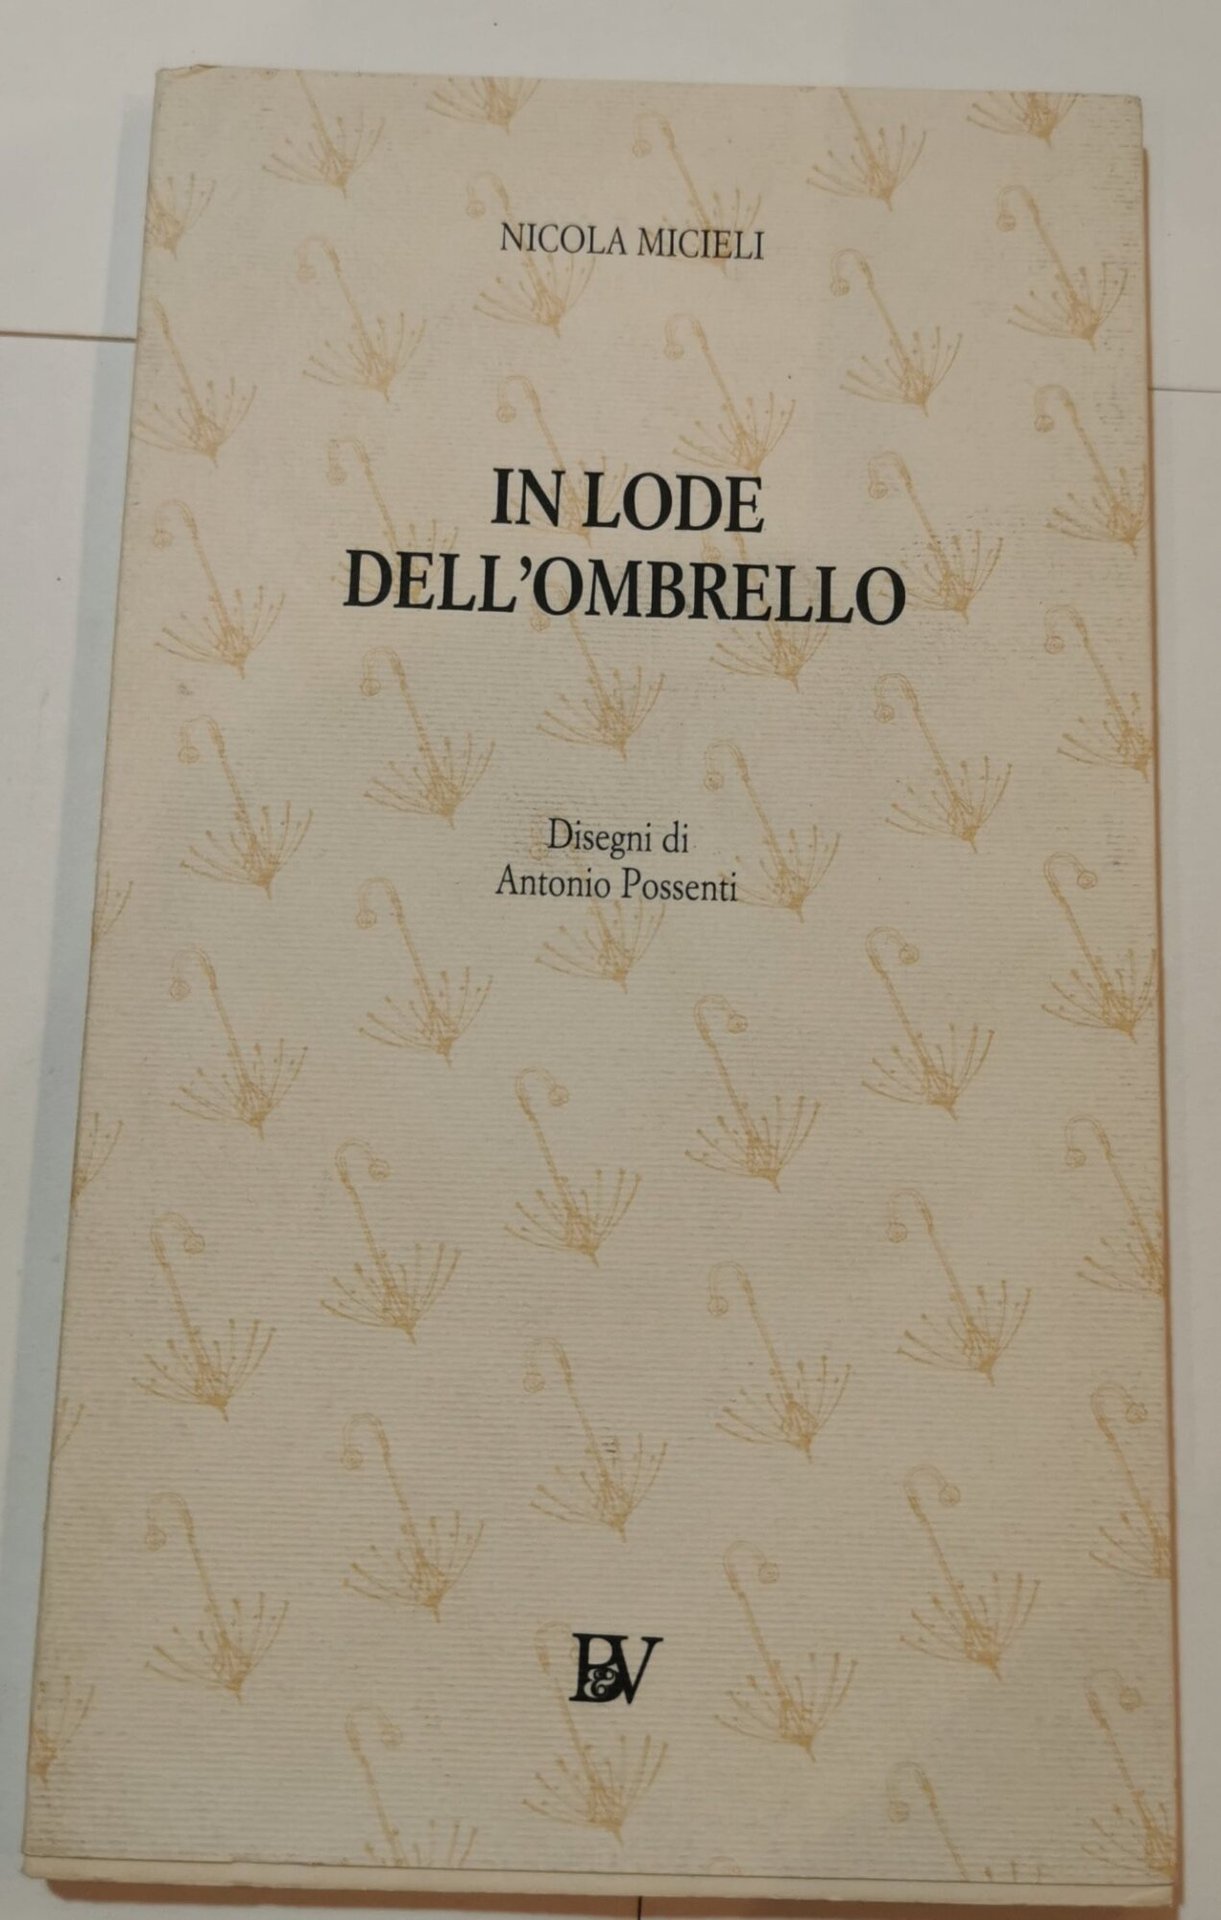 NICOLA MICIELI
IN LODE
DELL'OMBRELLO
Disegni di
Antonio Possenti
B&V